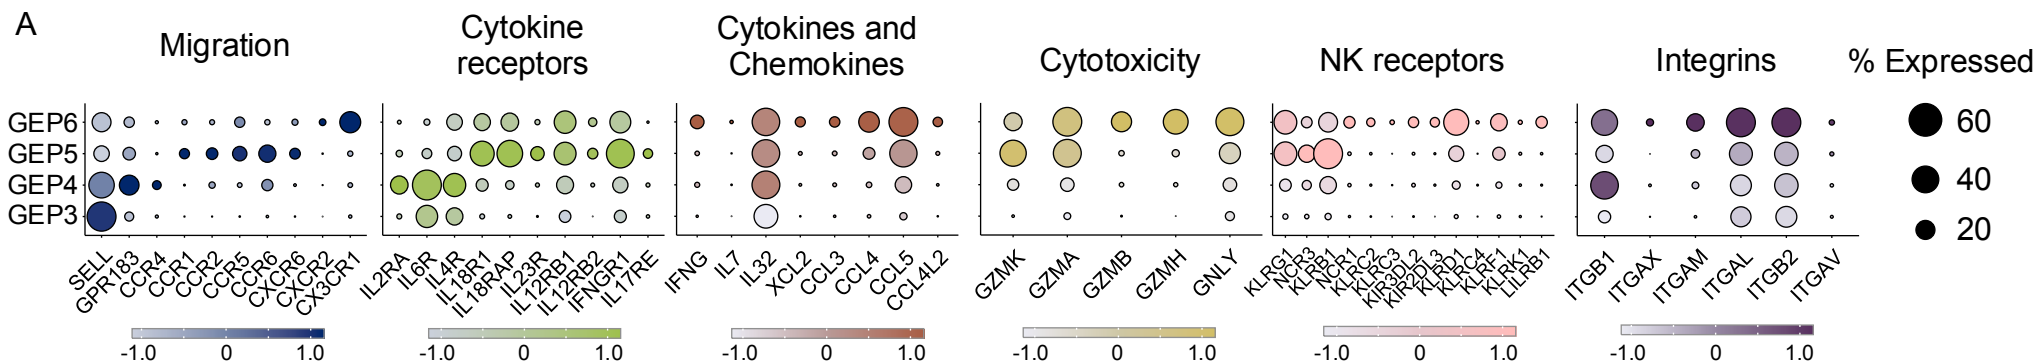 A
Migration
Cytokine
receptors
Cytokines and
Chemokines
Cytotoxicity
NK receptors
Integrins
% Expressed
GEP6
GEP5
GEP4
GEP3
60
40
20
SELL
GPR183
CCR4
CCR1
CCR2
CCR5
CCR6
CXCR6
CXCR2
CX3CR1
IL2RA
IL6R
IL4R
IL18R1
IL18RAP
IL23R
IL12RB1
IL12RB2
IFNGR1
IL17RE
IFNG
IL7
IL32
XCL2
CCL3
CCL4
CCL5
CCL4L2
GZMK
GZMA
GZMB
GZMH
GNLY
KLRG1
NCR3
KLRB1
NCR1
KLRC2
KLRC3
KIR3DL2
KIR2DL3
KLRD1
KLRC4
KLRF1
KLRK1
LILRB1
ITGB1
ITGAX
ITGAM
ITGAL
ITGB2
ITGAV
-1.0 0 1.0
-1.0 0 1.0
-1.0 0 1.0
-1.0 0 1.0
-1.0 0 1.0
-1.0 0 1.0